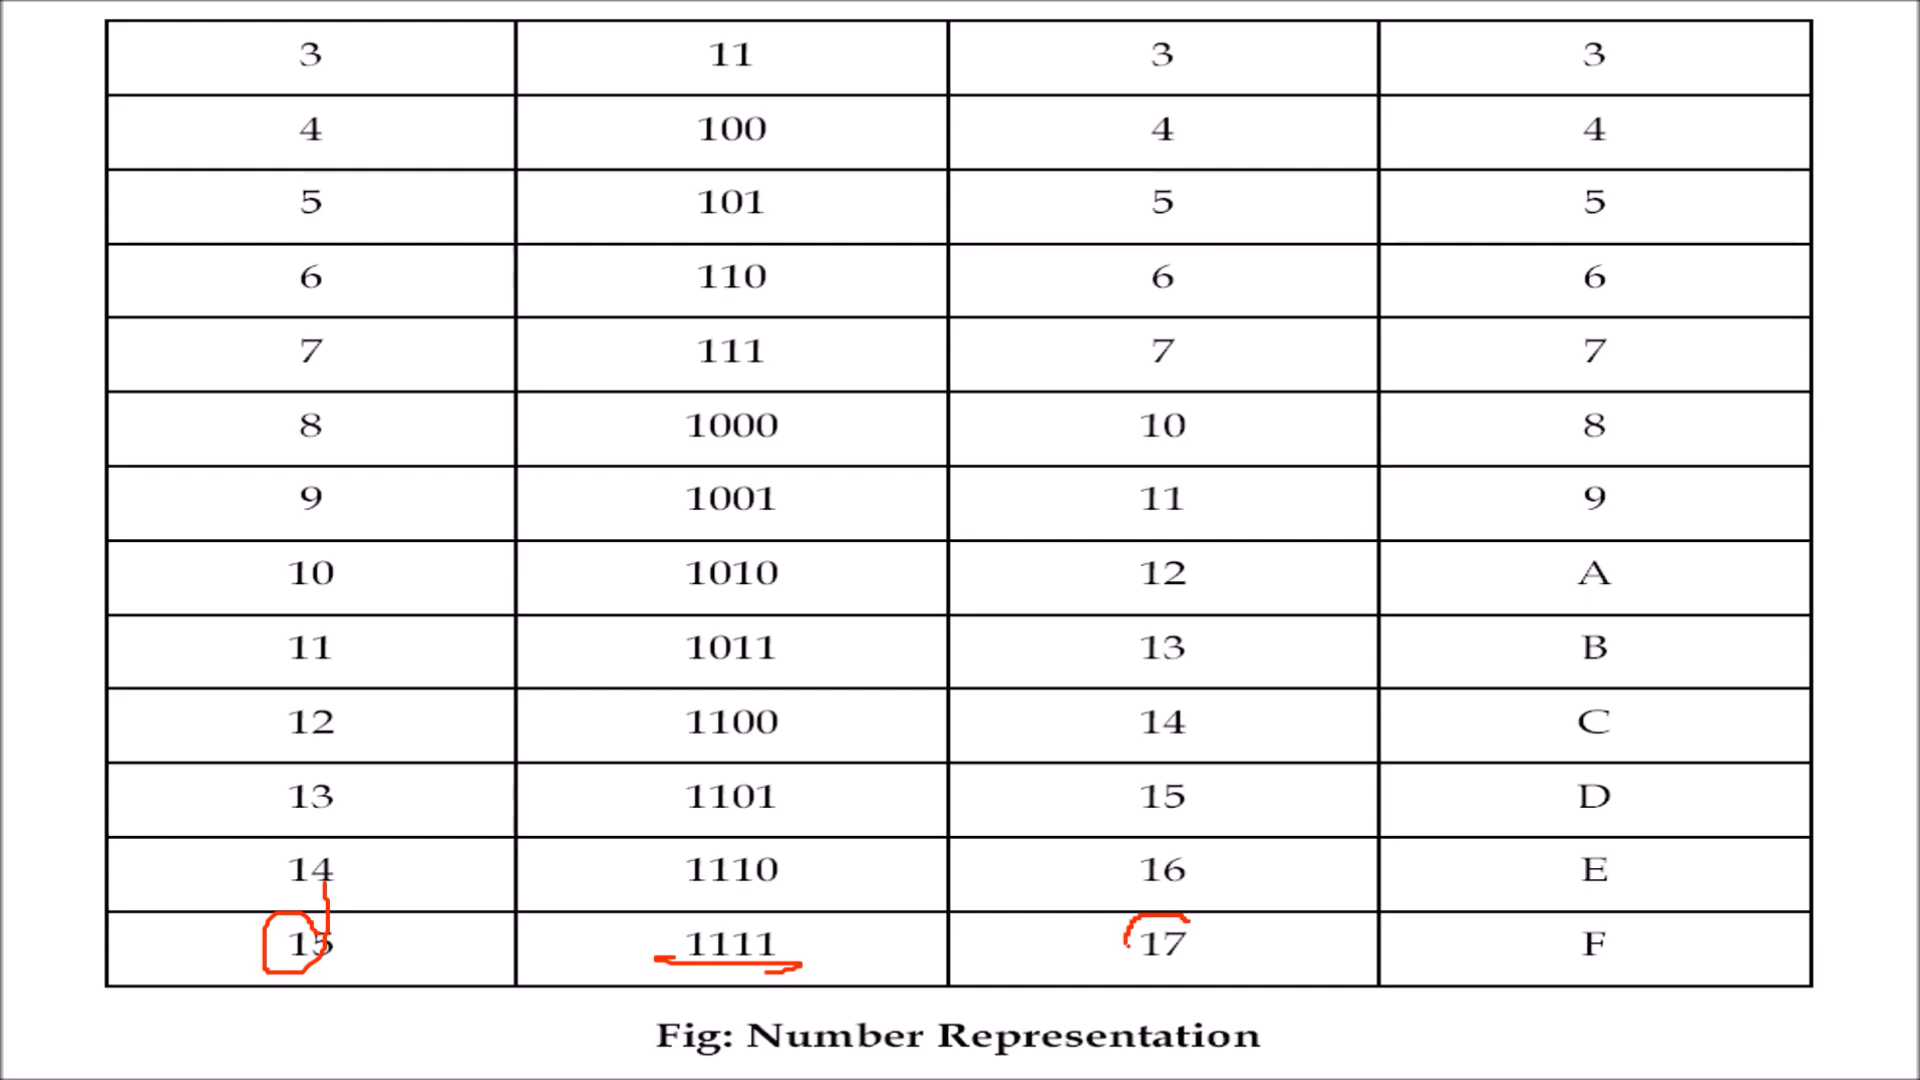 3 11 3 3
4 100 4 4
5 101 5 5
6 110 6 6
7 111 7 7
8 1000 10 8
9 1001 11 9
10 1010 12 A
11 1011 13 B
12 1100 14 C
13 1101 15 D
14 1110 16 E
15 1111 17 F
Fig: Number Representation